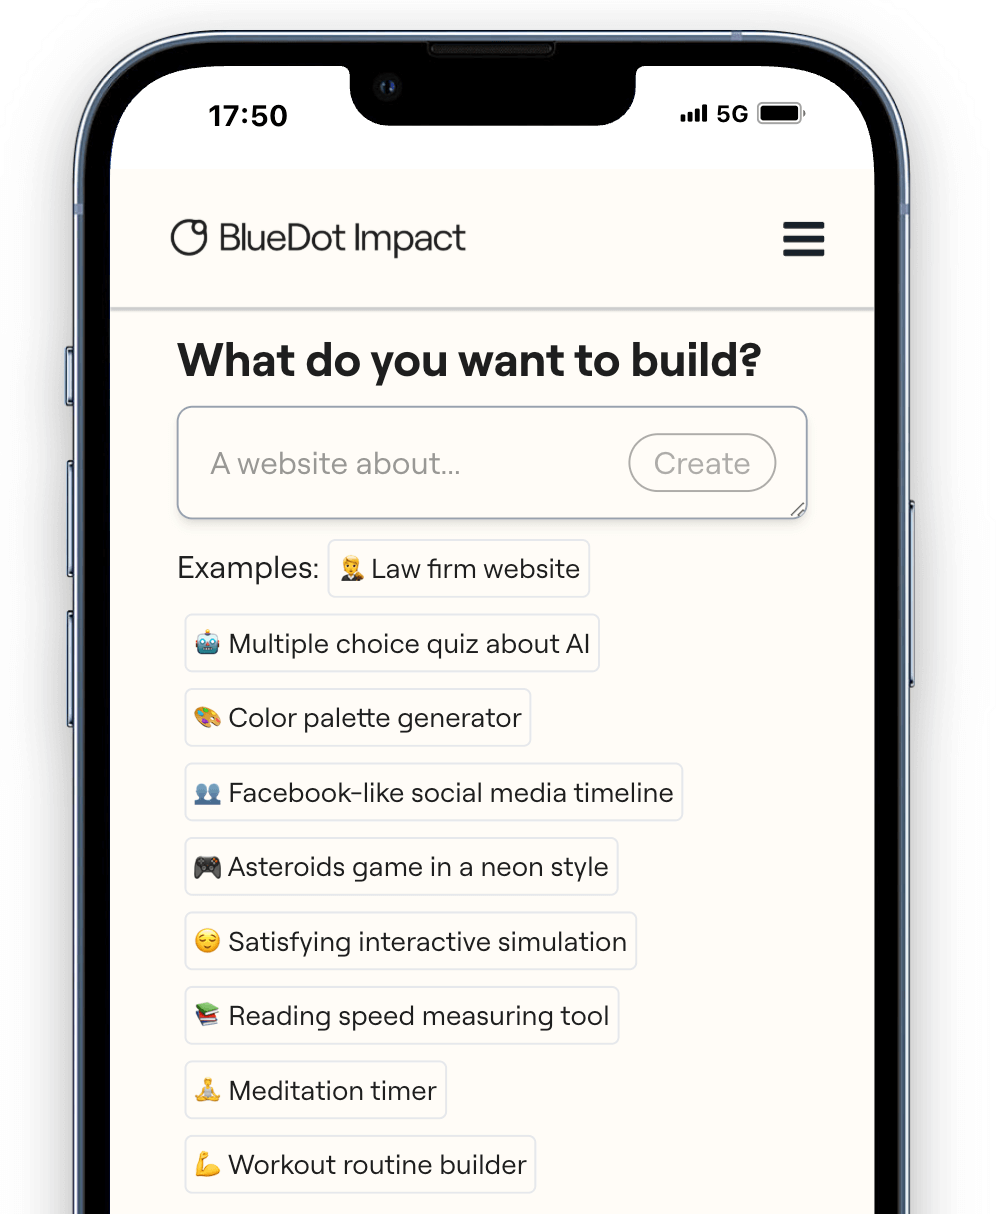 17:50 5G
BlueDot Impact
What do you want to build?
A website about... Create
Examples: Law firm website
Multiple choice quiz about AI
Color palette generator
Facebook-like social media timeline
Asteroids game in a neon style
Satisfying interactive simulation
Reading speed measuring tool
Meditation timer
Workout routine builder